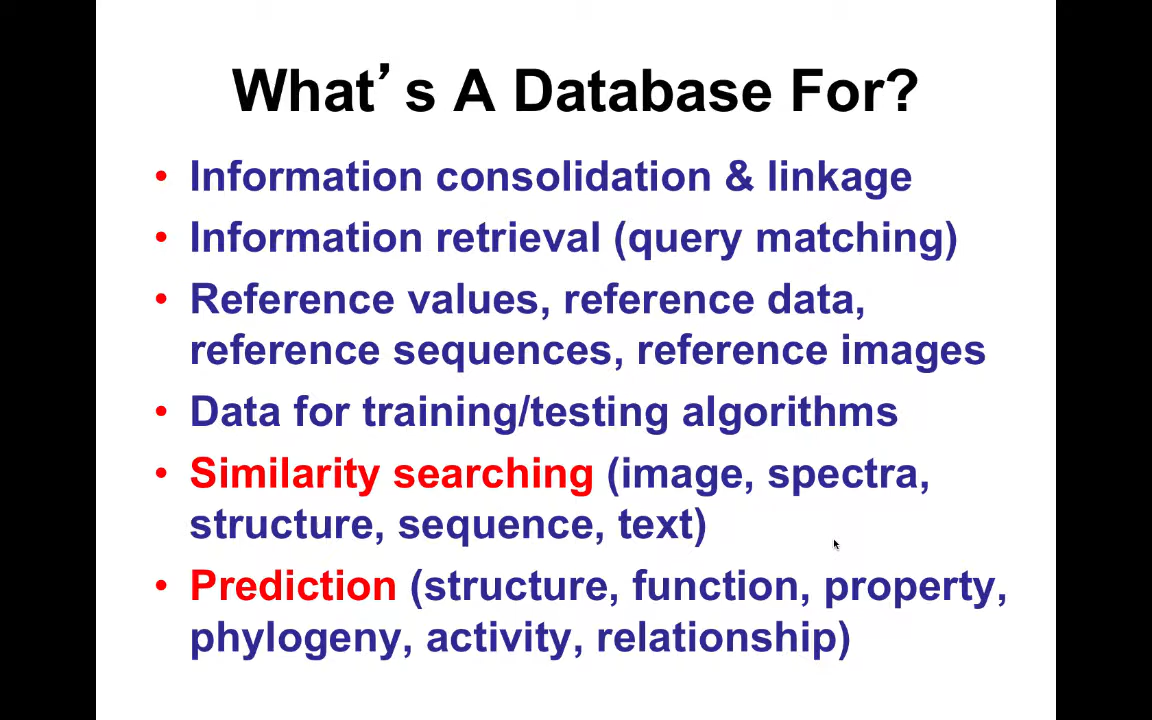 What's A Database For?
• Information consolidation & linkage
• Information retrieval (query matching)
• Reference values, reference data,
reference sequences, reference images
• Data for training/testing algorithms
• Similarity searching (image, spectra,
structure, sequence, text)
• Prediction (structure, function, property,
phylogeny, activity, relationship)